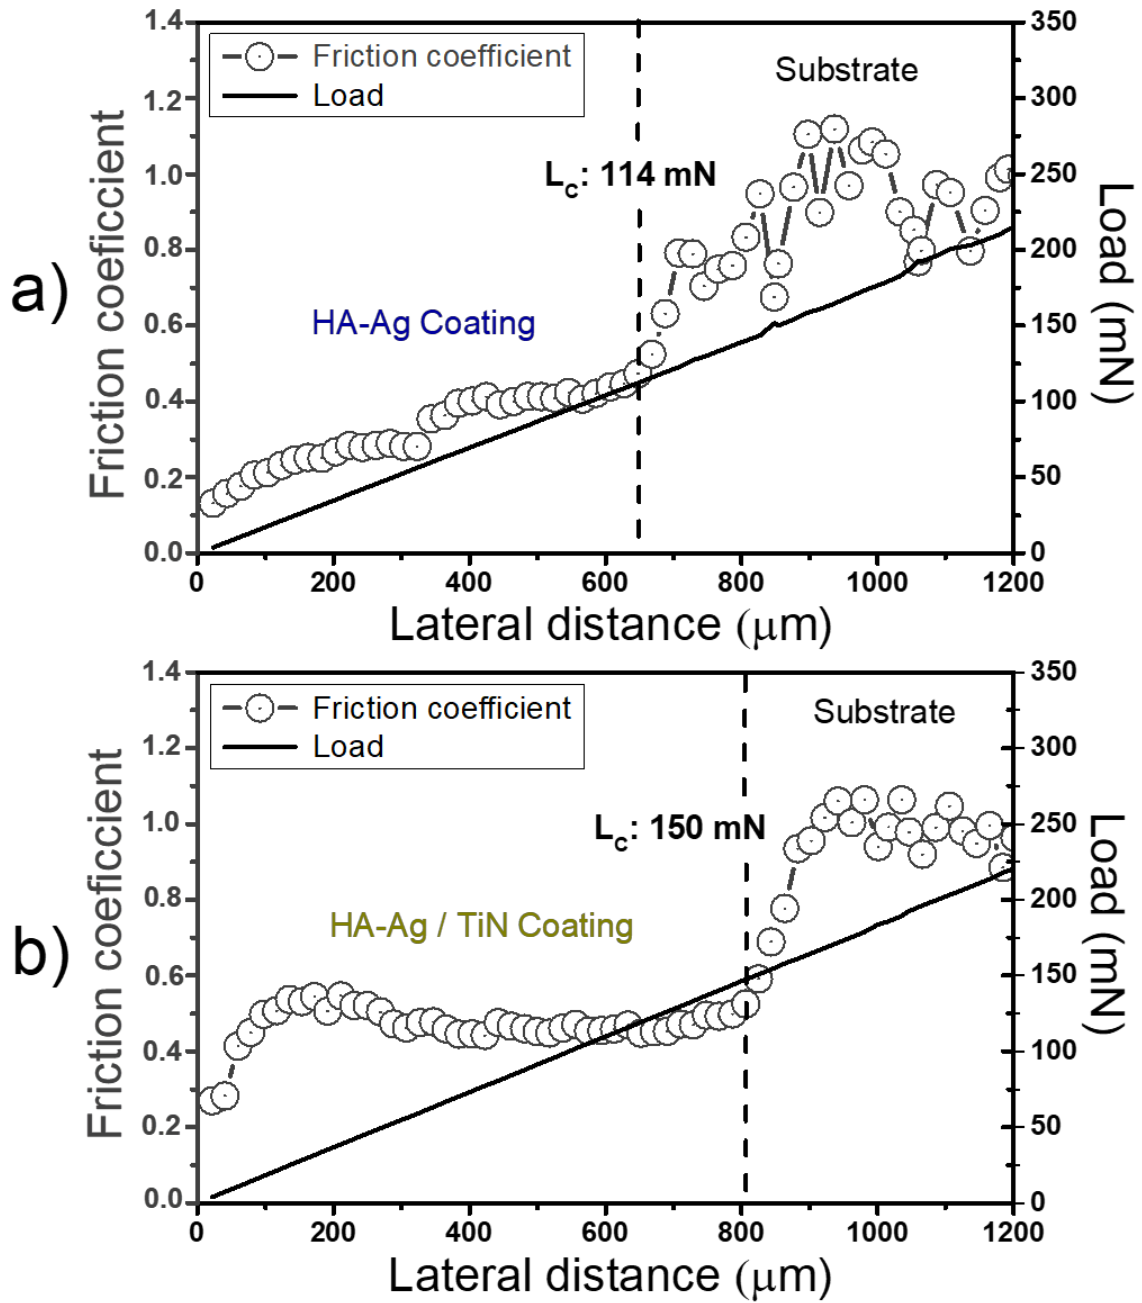 a)
Friction coeficcient
Load (mN)
1.4
1.2
1.0
0.8
0.6
0.4
0.2
0.0
350
300
250
200
150
100
50
0
Friction coefficient
Load
Substrate
L_C: 114 mN
HA-Ag Coating
0 200 400 600 800 1000 1200
Lateral distance (μm)
b)
Friction coeficcient
Load (mN)
1.4
1.2
1.0
0.8
0.6
0.4
0.2
0.0
350
300
250
200
150
100
50
0
Friction coefficient
Load
Substrate
L_C: 150 mN
HA-Ag / TiN Coating
0 200 400 600 800 1000 1200
Lateral distance (μm)